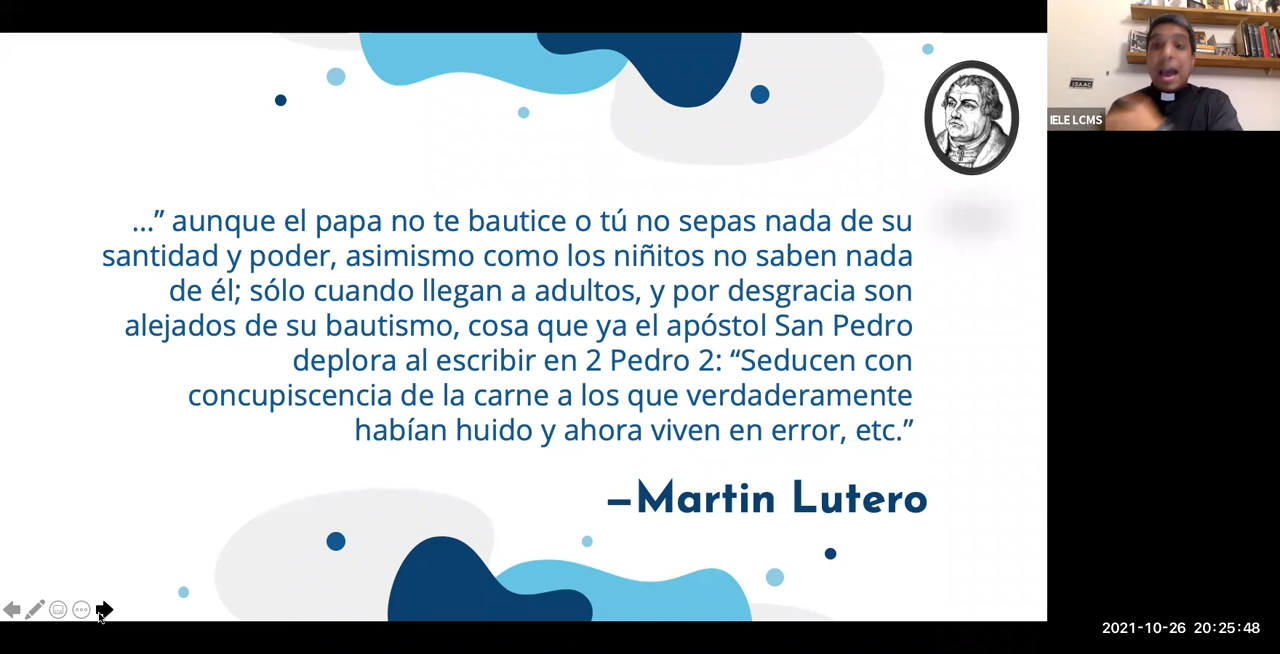 ...” aunque el papa no te bautice o tú no sepas nada de su
santidad y poder, asimismo como los niñitos no saben nada
de él; sólo cuando llegan a adultos, y por desgracia son
alejados de su bautismo, cosa que ya el apóstol San Pedro
deplora al escribir en 2 Pedro 2: “Seducen con
concupiscencia de la carne a los que verdaderamente
habían huido y ahora viven en error, etc.”
—Martin Lutero
ISAAC
IELE LCMS
2021-10-26 20:25:48